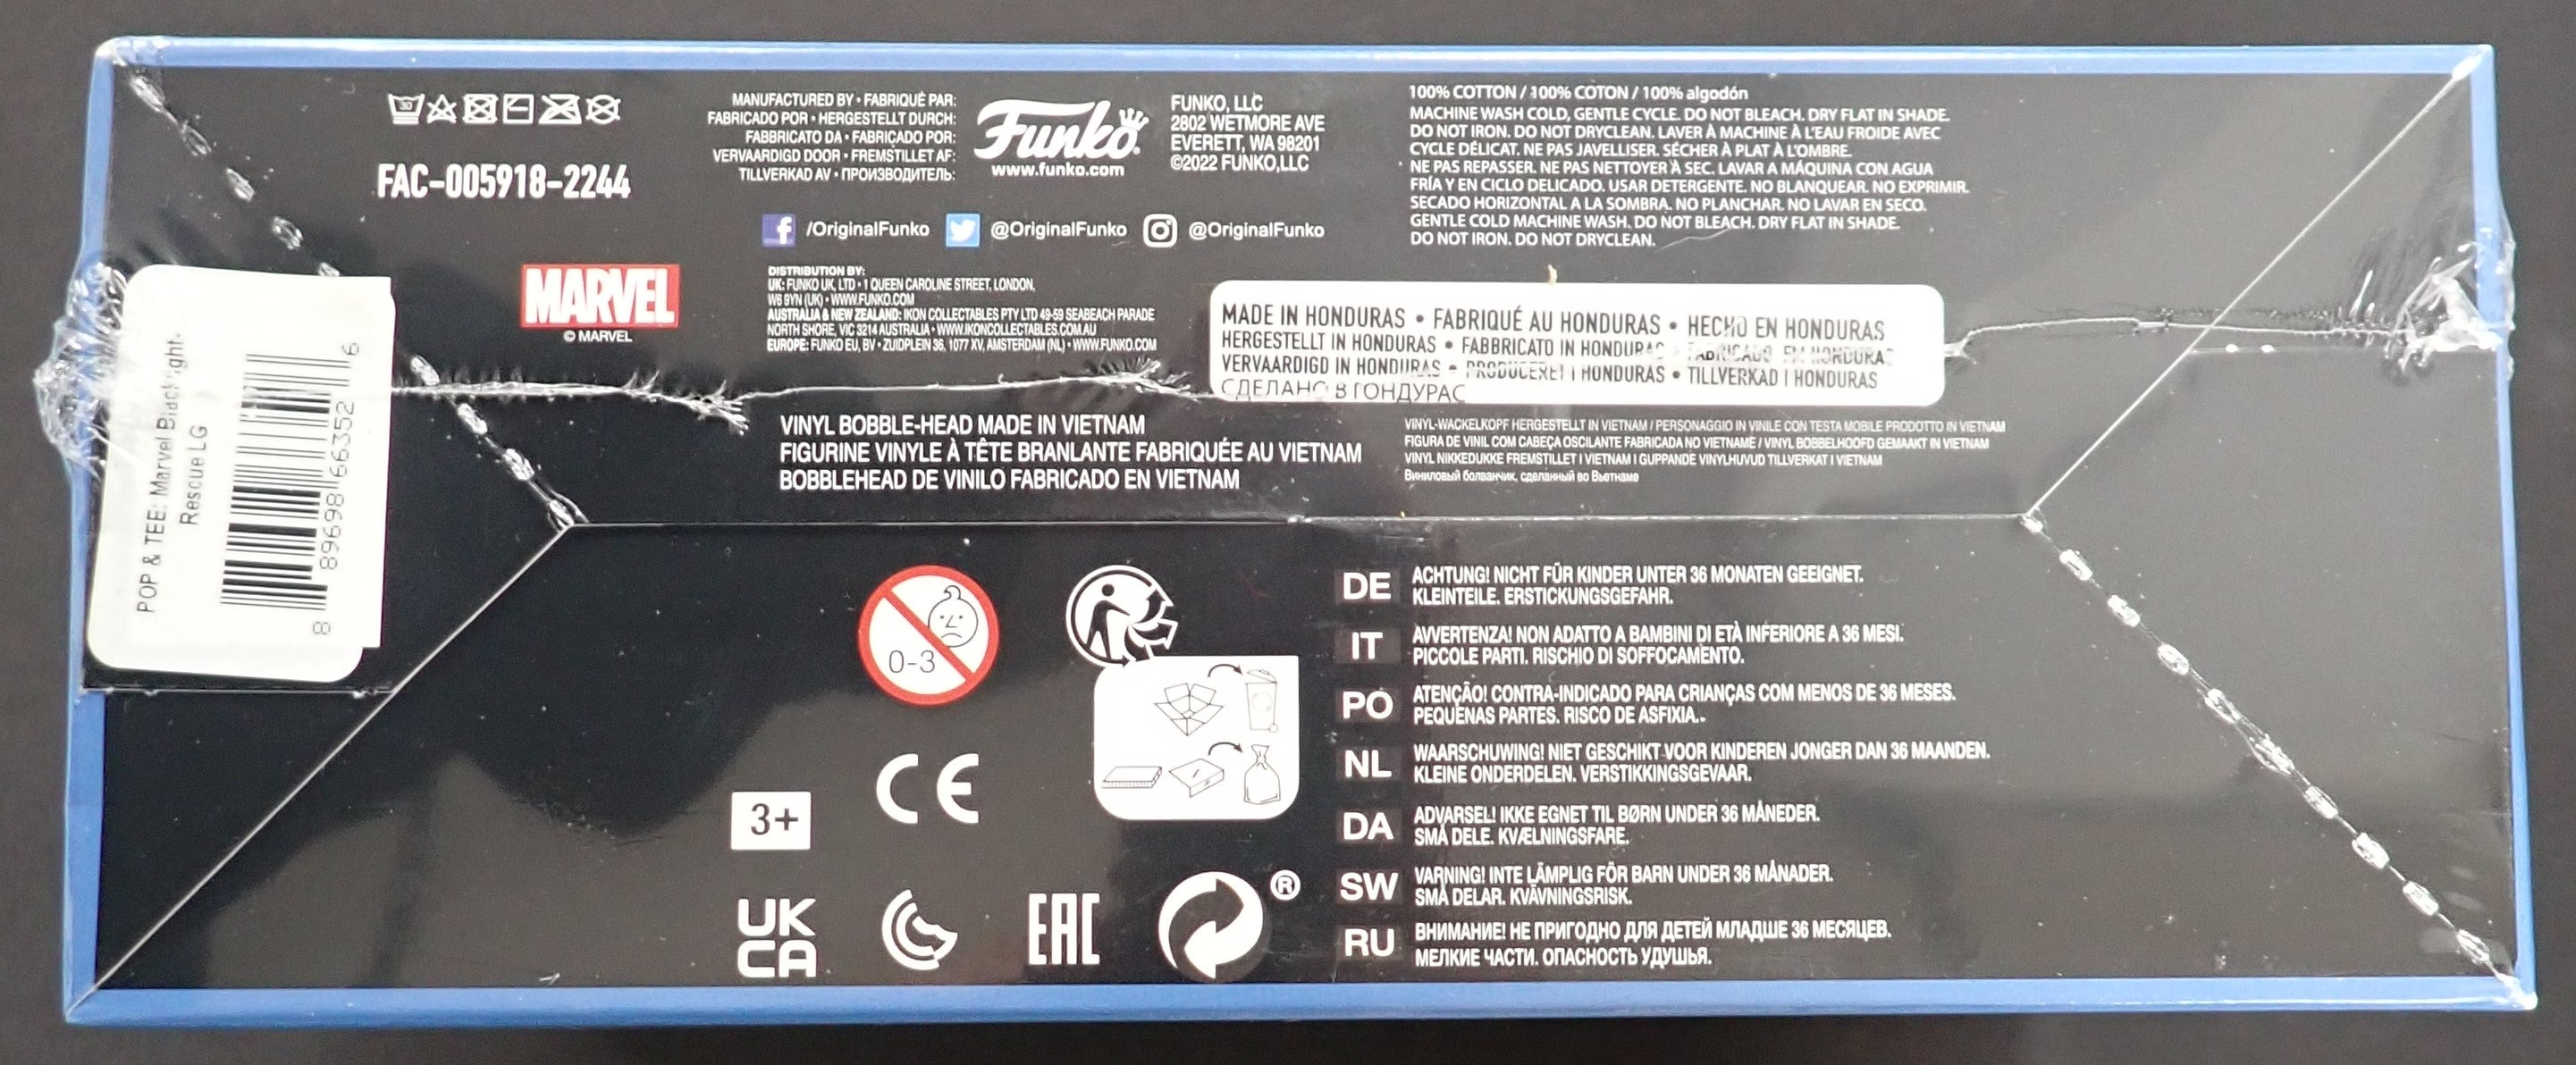 FAC-005918-2244
MANUFACTURED BY • FABRIQUÉ PAR:
FABRICADO POR • HERGESTELLT DURCH:
FABBRICATO DA • FABRICADO POR:
VERVAARDIGD DOOR • FREMSTILLET AF:
TILLVERKAD AV • ПРОИЗВОДИТЕЛЬ:
Funko®
www.funko.com
FUNKO, LLC
2802 WETMORE AVE
EVERETT, WA 98201
©2022 FUNKO,LLC
f /OriginalFunko @OriginalFunko @OriginalFunko
100% COTTON / 100% COTON / 100% algodón
MACHINE WASH COLD, GENTLE CYCLE. DO NOT BLEACH. DRY FLAT IN SHADE.
DO NOT IRON. DO NOT DRYCLEAN. LAVER À MACHINE À L'EAU FROIDE AVEC
CYCLE DÉLICAT. NE PAS JAVELLISER. SÉCHER À PLAT À L'OMBRE.
NE PAS REPASSER. NE PAS NETTOYER À SEC. LAVAR A MÁQUINA CON AGUA
FRÍA Y EN CICLO DELICADO. USAR DETERGENTE. NO BLANQUEAR. NO EXPRIMIR.
SECADO HORIZONTAL A LA SOMBRA. NO PLANCHAR. NO LAVAR EN SECO.
GENTLE COLD MACHINE WASH. DO NOT BLEACH. DRY FLAT IN SHADE.
DO NOT IRON. DO NOT DRYCLEAN.
MARVEL
© MARVEL
DISTRIBUTION BY:
UK: FUNKO UK, LTD • 1 QUEEN CAROLINE STREET, LONDON,
W6 9YN (UK) • WWW.FUNKO.COM
AUSTRALIA & NEW ZEALAND: IKON COLLECTABLES PTY LTD 49-59 SEABEACH PARADE
NORTH SHORE, VIC 3214 AUSTRALIA • WWW.IKONCOLLECTABLES.COM.AU
EUROPE: FUNKO EU, BV • ZUIDPLEIN 36, 1077 XV, AMSTERDAM (NL) • WWW.FUNKO.COM
MADE IN HONDURAS • FABRIQUÉ AU HONDURAS • HECHO EN HONDURAS
HERGESTELLT IN HONDURAS • FABBRICATO IN HONDURAS • FABRICADO EM HONDURAS
VERVAARDIGD IN HONDURAS • PRODUCERET I HONDURAS • TILLVERKAD I HONDURAS
СДЕЛАНО В ГОНДУРАС
POP & TEE: Marvel Blacklight-
Rescue LG
8 89698 66352 6
VINYL BOBBLE-HEAD MADE IN VIETNAM
FIGURINE VINYLE À TÊTE BRANLANTE FABRIQUÉE AU VIETNAM
BOBBLEHEAD DE VINILO FABRICADO EN VIETNAM
VINYL-WACKELKOPF HERGESTELLT IN VIETNAM / PERSONAGGIO IN VINILE CON TESTA MOBILE PRODOTTO IN VIETNAM
FIGURA DE VINIL COM CABEÇA OSCILANTE FABRICADA NO VIETNAME / VINYL BOBBELHOOFD GEMAAKT IN VIETNAM
VINYL NIKKEDUKKE FREMSTILLET I VIETNAM I GUPPANDE VINYLHUVUD TILLVERKAT I VIETNAM
Виниловый болванчик, сделанный во Вьетнаме
0-3
3+
CE
UK
CA
EAC
®
DE ACHTUNG! NICHT FÜR KINDER UNTER 36 MONATEN GEEIGNET.
KLEINTEILE. ERSTICKUNGSGEFAHR.
IT AVVERTENZA! NON ADATTO A BAMBINI DI ETÀ INFERIORE A 36 MESI.
PICCOLE PARTI. RISCHIO DI SOFFOCAMENTO.
PO ATENÇÃO! CONTRA-INDICADO PARA CRIANÇAS COM MENOS DE 36 MESES.
PEQUENAS PARTES. RISCO DE ASFIXIA..
NL WAARSCHUWING! NIET GESCHIKT VOOR KINDEREN JONGER DAN 36 MAANDEN.
KLEINE ONDERDELEN. VERSTIKKINGSGEVAAR.
DA ADVARSEL! IKKE EGNET TIL BØRN UNDER 36 MÅNEDER.
SMÅ DELE. KVÆLNINGSFARE.
SW VARNING! INTE LÄMPLIG FÖR BARN UNDER 36 MÅNADER.
SMÅ DELAR. KVÄVNINGSRISK.
RU ВНИМАНИЕ! НЕ ПРИГОДНО ДЛЯ ДЕТЕЙ МЛАДШЕ 36 МЕСЯЦЕВ.
МЕЛКИЕ ЧАСТИ. ОПАСНОСТЬ УДУШЬЯ.